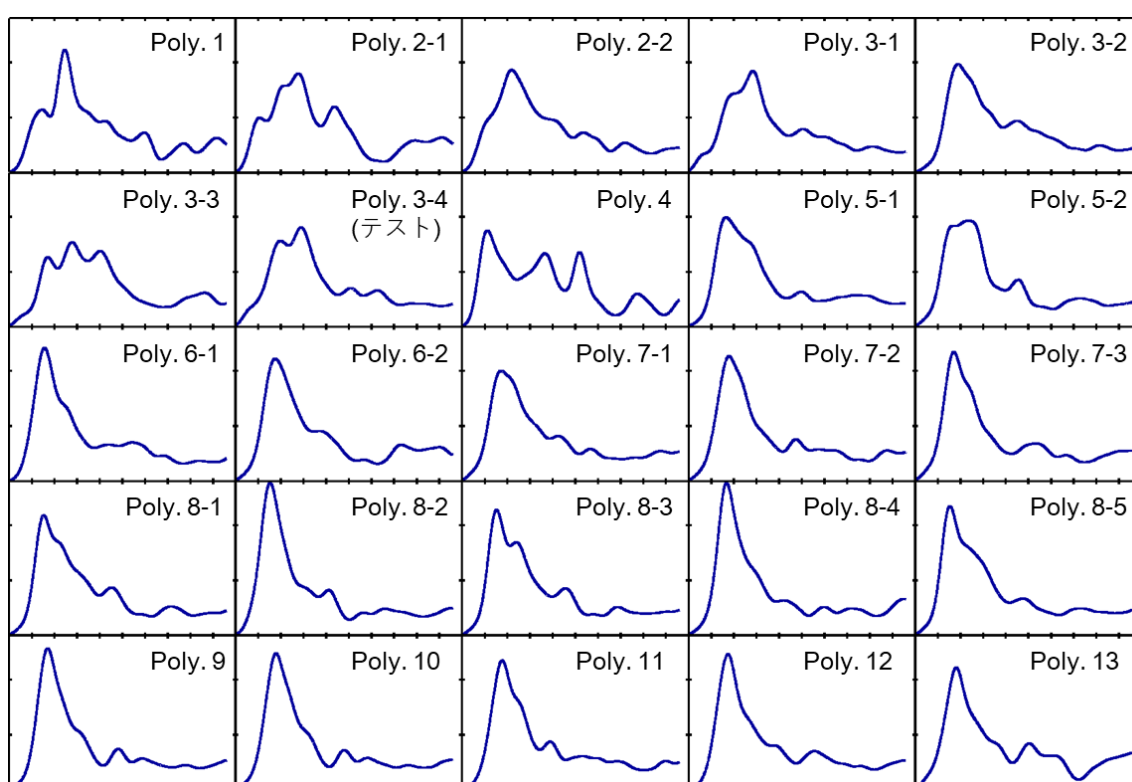 Poly. 1
Poly. 2-1
Poly. 2-2
Poly. 3-1
Poly. 3-2
Poly. 3-3
Poly. 3-4
(テスト)
Poly. 4
Poly. 5-1
Poly. 5-2
Poly. 6-1
Poly. 6-2
Poly. 7-1
Poly. 7-2
Poly. 7-3
Poly. 8-1
Poly. 8-2
Poly. 8-3
Poly. 8-4
Poly. 8-5
Poly. 9
Poly. 10
Poly. 11
Poly. 12
Poly. 13